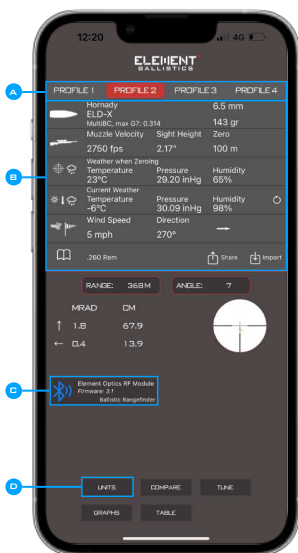 12:20
4G
ELEMENT
BALLISTICS
A
PROFILE 1 PROFILE 2 PROFILE 3 PROFILE 4
B
Hornady 6.5 mm
ELD-X
MultiBC, max G7: 0.314 143 gr
Muzzle Velocity Sight Height Zero
2750 fps 2.17" 100 m
Weather when Zeroing
Temperature Pressure Humidity
23°C 29.20 inHg 65%
Current Weather
Temperature Pressure Humidity
-6°C 30.09 inHg 98%
Wind Speed Direction
5 mph 270°
.260 Rem Share Import
RANGE: 368 M ANGLE: 7
MRAD CM
↑ 1.8 67.9
← 0.4 13.9
C
Element Optics RF Module
Firmware: 3.1
Ballistic Rangefinder
D
UNITS COMPARE TUNE
GRAPHS TABLE